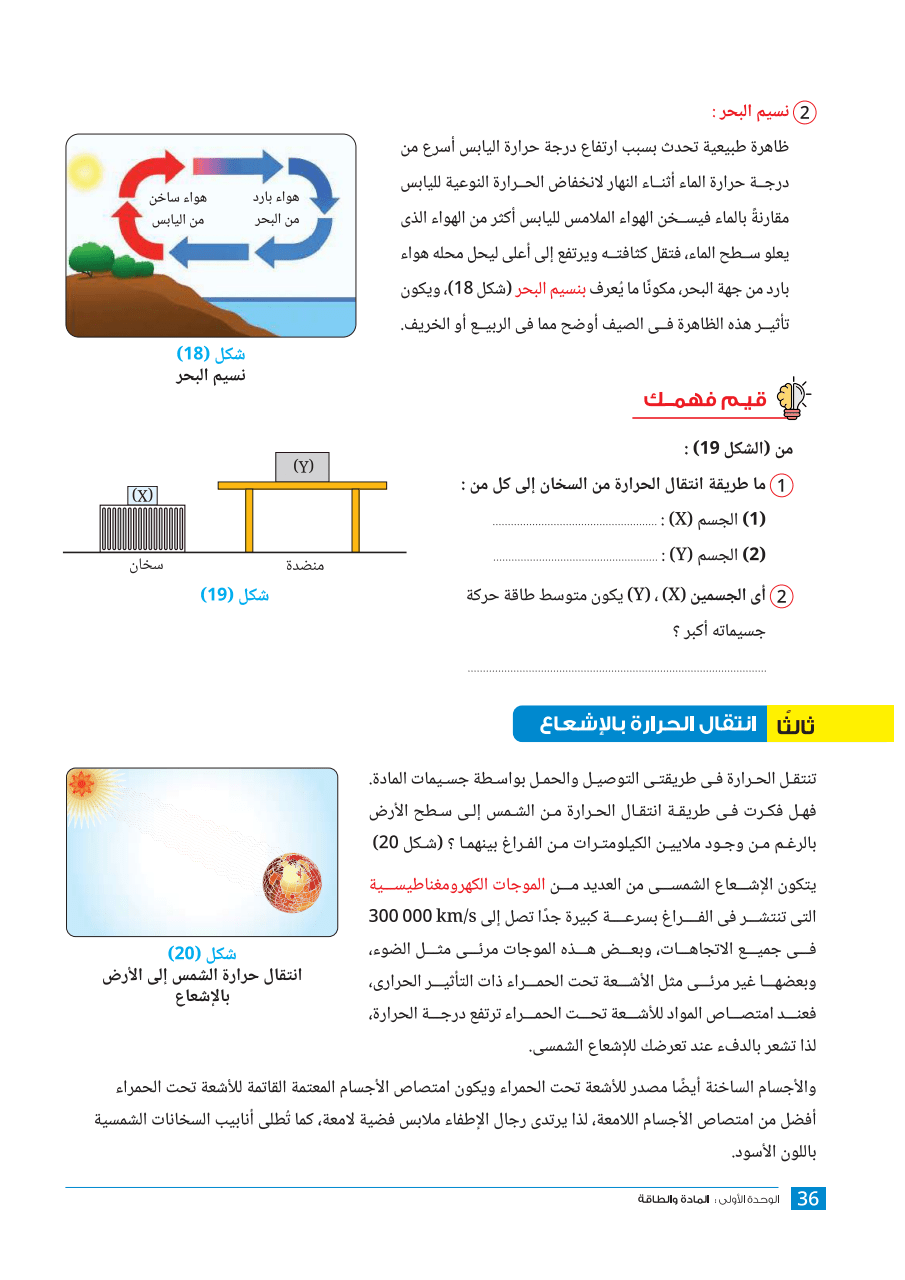 2 نسيم البحر :
ظاهرة طبيعية تحدث بسبب ارتفاع درجة حرارة اليابس أسرع من
درجة حرارة الماء أثناء النهار لانخفاض الحرارة النوعية لليابس
مقارنةً بالماء فيسخن الهواء الملامس لليابس أكثر من الهواء الذى
يعلو سطح الماء، فتقل كثافته ويرتفع إلى أعلى ليحل محله هواء
بارد من جهة البحر، مكونًا ما يُعرف بنسيم البحر (شكل 18)، ويكون
تأثير هذه الظاهرة فى الصيف أوضح مما فى الربيع أو الخريف.
هواء بارد
من البحر
هواء ساخن
من اليابس
شكل (18)
نسيم البحر
قيم فهمك
من (الشكل 19) :
1 ما طريقة انتقال الحرارة من السخان إلى كل من :
(1) الجسم (X) : ............................................
(2) الجسم (Y) : ............................................
2 أى الجسمين (X) ، (Y) يكون متوسط طاقة حركة
جسيماته أكبر ؟
................................................................................
(Y)
(X)
منضدة
سخان
شكل (19)
ثالثًا انتقال الحرارة بالإشعاع
تنتقل الحرارة فى طريقتى التوصيل والحمل بواسطة جسيمات المادة.
فهل فكرت فى طريقة انتقال الحرارة من الشمس إلى سطح الأرض
بالرغم من وجود ملايين الكيلومترات من الفراغ بينهما ؟ (شكل 20)
يتكون الإشعاع الشمسى من العديد من الموجات الكهرومغناطيسية
التى تنتشر فى الفراغ بسرعة كبيرة جدًا تصل إلى 300 000 km/s
فى جميع الاتجاهات، وبعض هذه الموجات مرئى مثل الضوء،
وبعضها غير مرئى مثل الأشعة تحت الحمراء ذات التأثير الحرارى،
فعند امتصاص المواد للأشعة تحت الحمراء ترتفع درجة الحرارة،
لذا تشعر بالدفء عند تعرضك للإشعاع الشمسى.
شكل (20)
انتقال حرارة الشمس إلى الأرض
بالإشعاع
والأجسام الساخنة أيضًا مصدر للأشعة تحت الحمراء ويكون امتصاص الأجسام المعتمة القاتمة للأشعة تحت الحمراء
أفضل من امتصاص الأجسام اللامعة، لذا يرتدى رجال الإطفاء ملابس فضية لامعة، كما تُطلى أنابيب السخانات الشمسية
باللون الأسود.
36 الوحدة الأولى : المادة والطاقة